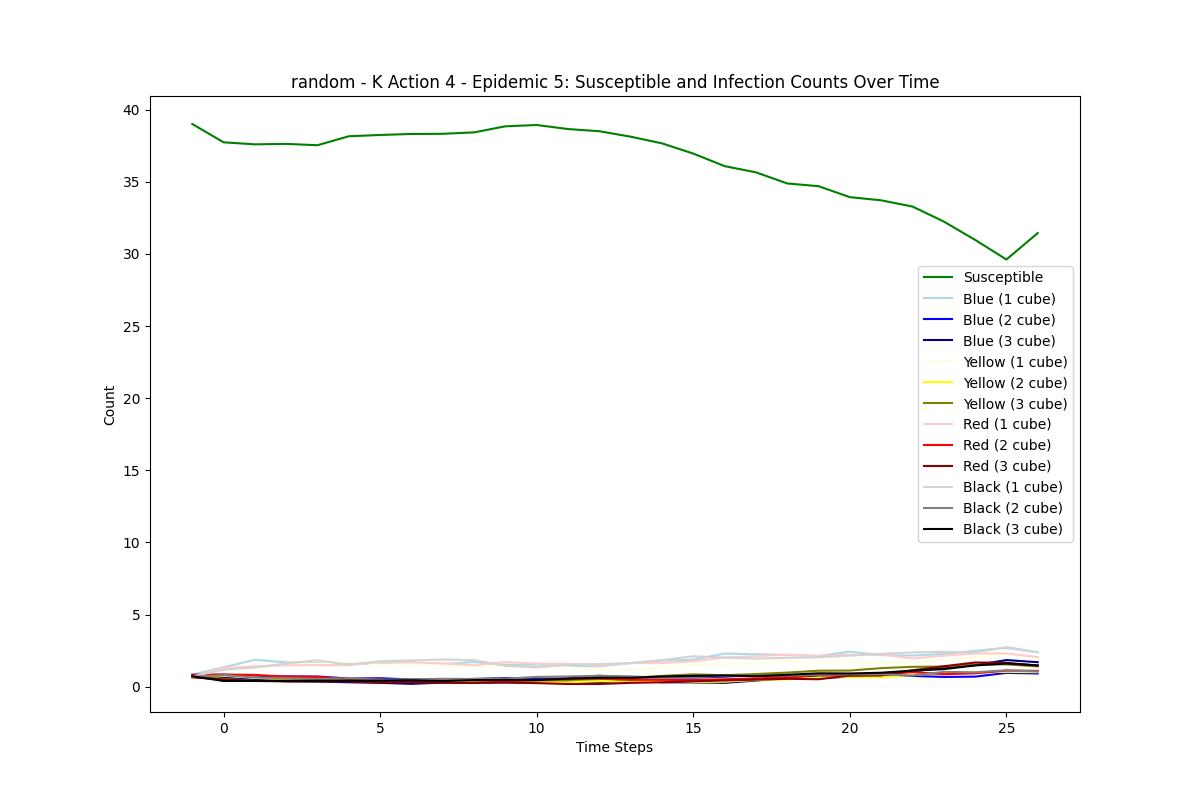 random - K Action 4 - Epidemic 5: Susceptible and Infection Counts Over Time
40
35
30
25
20
15
10
5
0
Count
0 5 10 15 20 25
Time Steps
Susceptible
Blue (1 cube)
Blue (2 cube)
Blue (3 cube)
Yellow (1 cube)
Yellow (2 cube)
Yellow (3 cube)
Red (1 cube)
Red (2 cube)
Red (3 cube)
Black (1 cube)
Black (2 cube)
Black (3 cube)